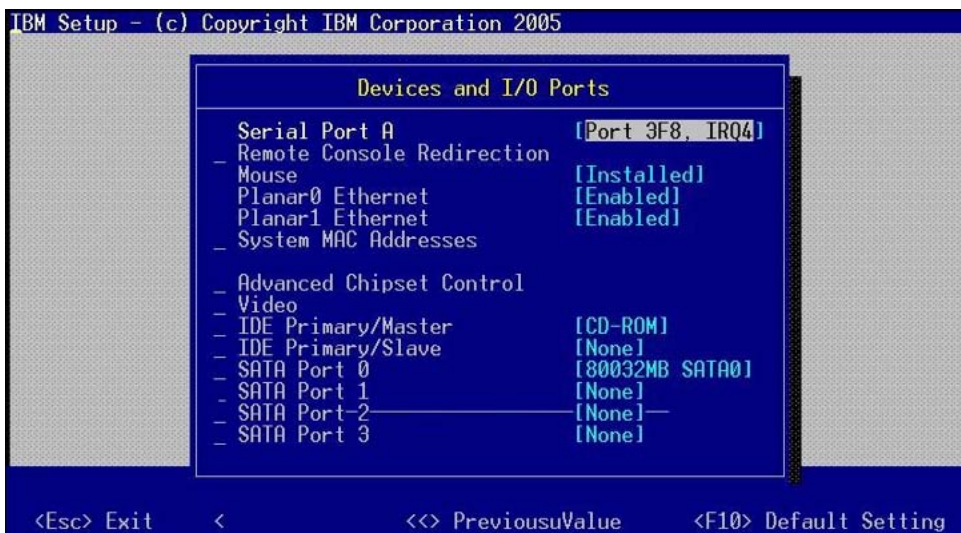 IBM Setup - (c) Copyright IBM Corporation 2005
Devices and I/O Ports
Serial Port A [Port 3F8, IRQ4]
_ Remote Console Redirection
Mouse [Installed]
Planar0 Ethernet [Enabled]
Planar1 Ethernet [Enabled]
_ System MAC Addresses
_ Advanced Chipset Control
_ Video
_ IDE Primary/Master [CD-ROM]
_ IDE Primary/Slave [None]
_ SATA Port 0 [80032MB SATA0]
_ SATA Port 1 [None]
_ SATA Port 2 [None]
_ SATA Port 3 [None]
<Esc> Exit < <<> PreviousuValue <F10> Default Setting